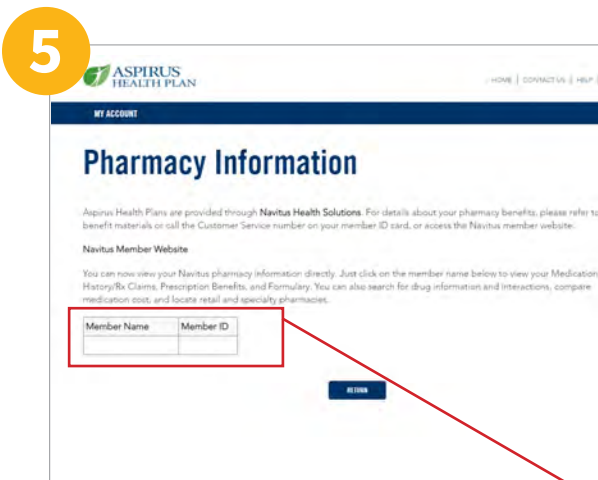 5
ASPIRUS
HEALTH PLAN
HOME | CONTACT US | HELP |
MY ACCOUNT
Pharmacy Information
Aspirus Health Plans are provided through Navitus Health Solutions. For details about your pharmacy benefits, please refer to
benefit materials or call the Customer Service number on your member ID card, or access the Navitus member website.
Navitus Member Website
You can now view your Navitus pharmacy information directly. Just click on the member name below to view your Medication
History/Rx Claims, Prescription Benefits, and Formulary. You can also search for drug information and interactions, compare
medication cost, and locate retail and specialty pharmacies.
Member Name Member ID
RETURN